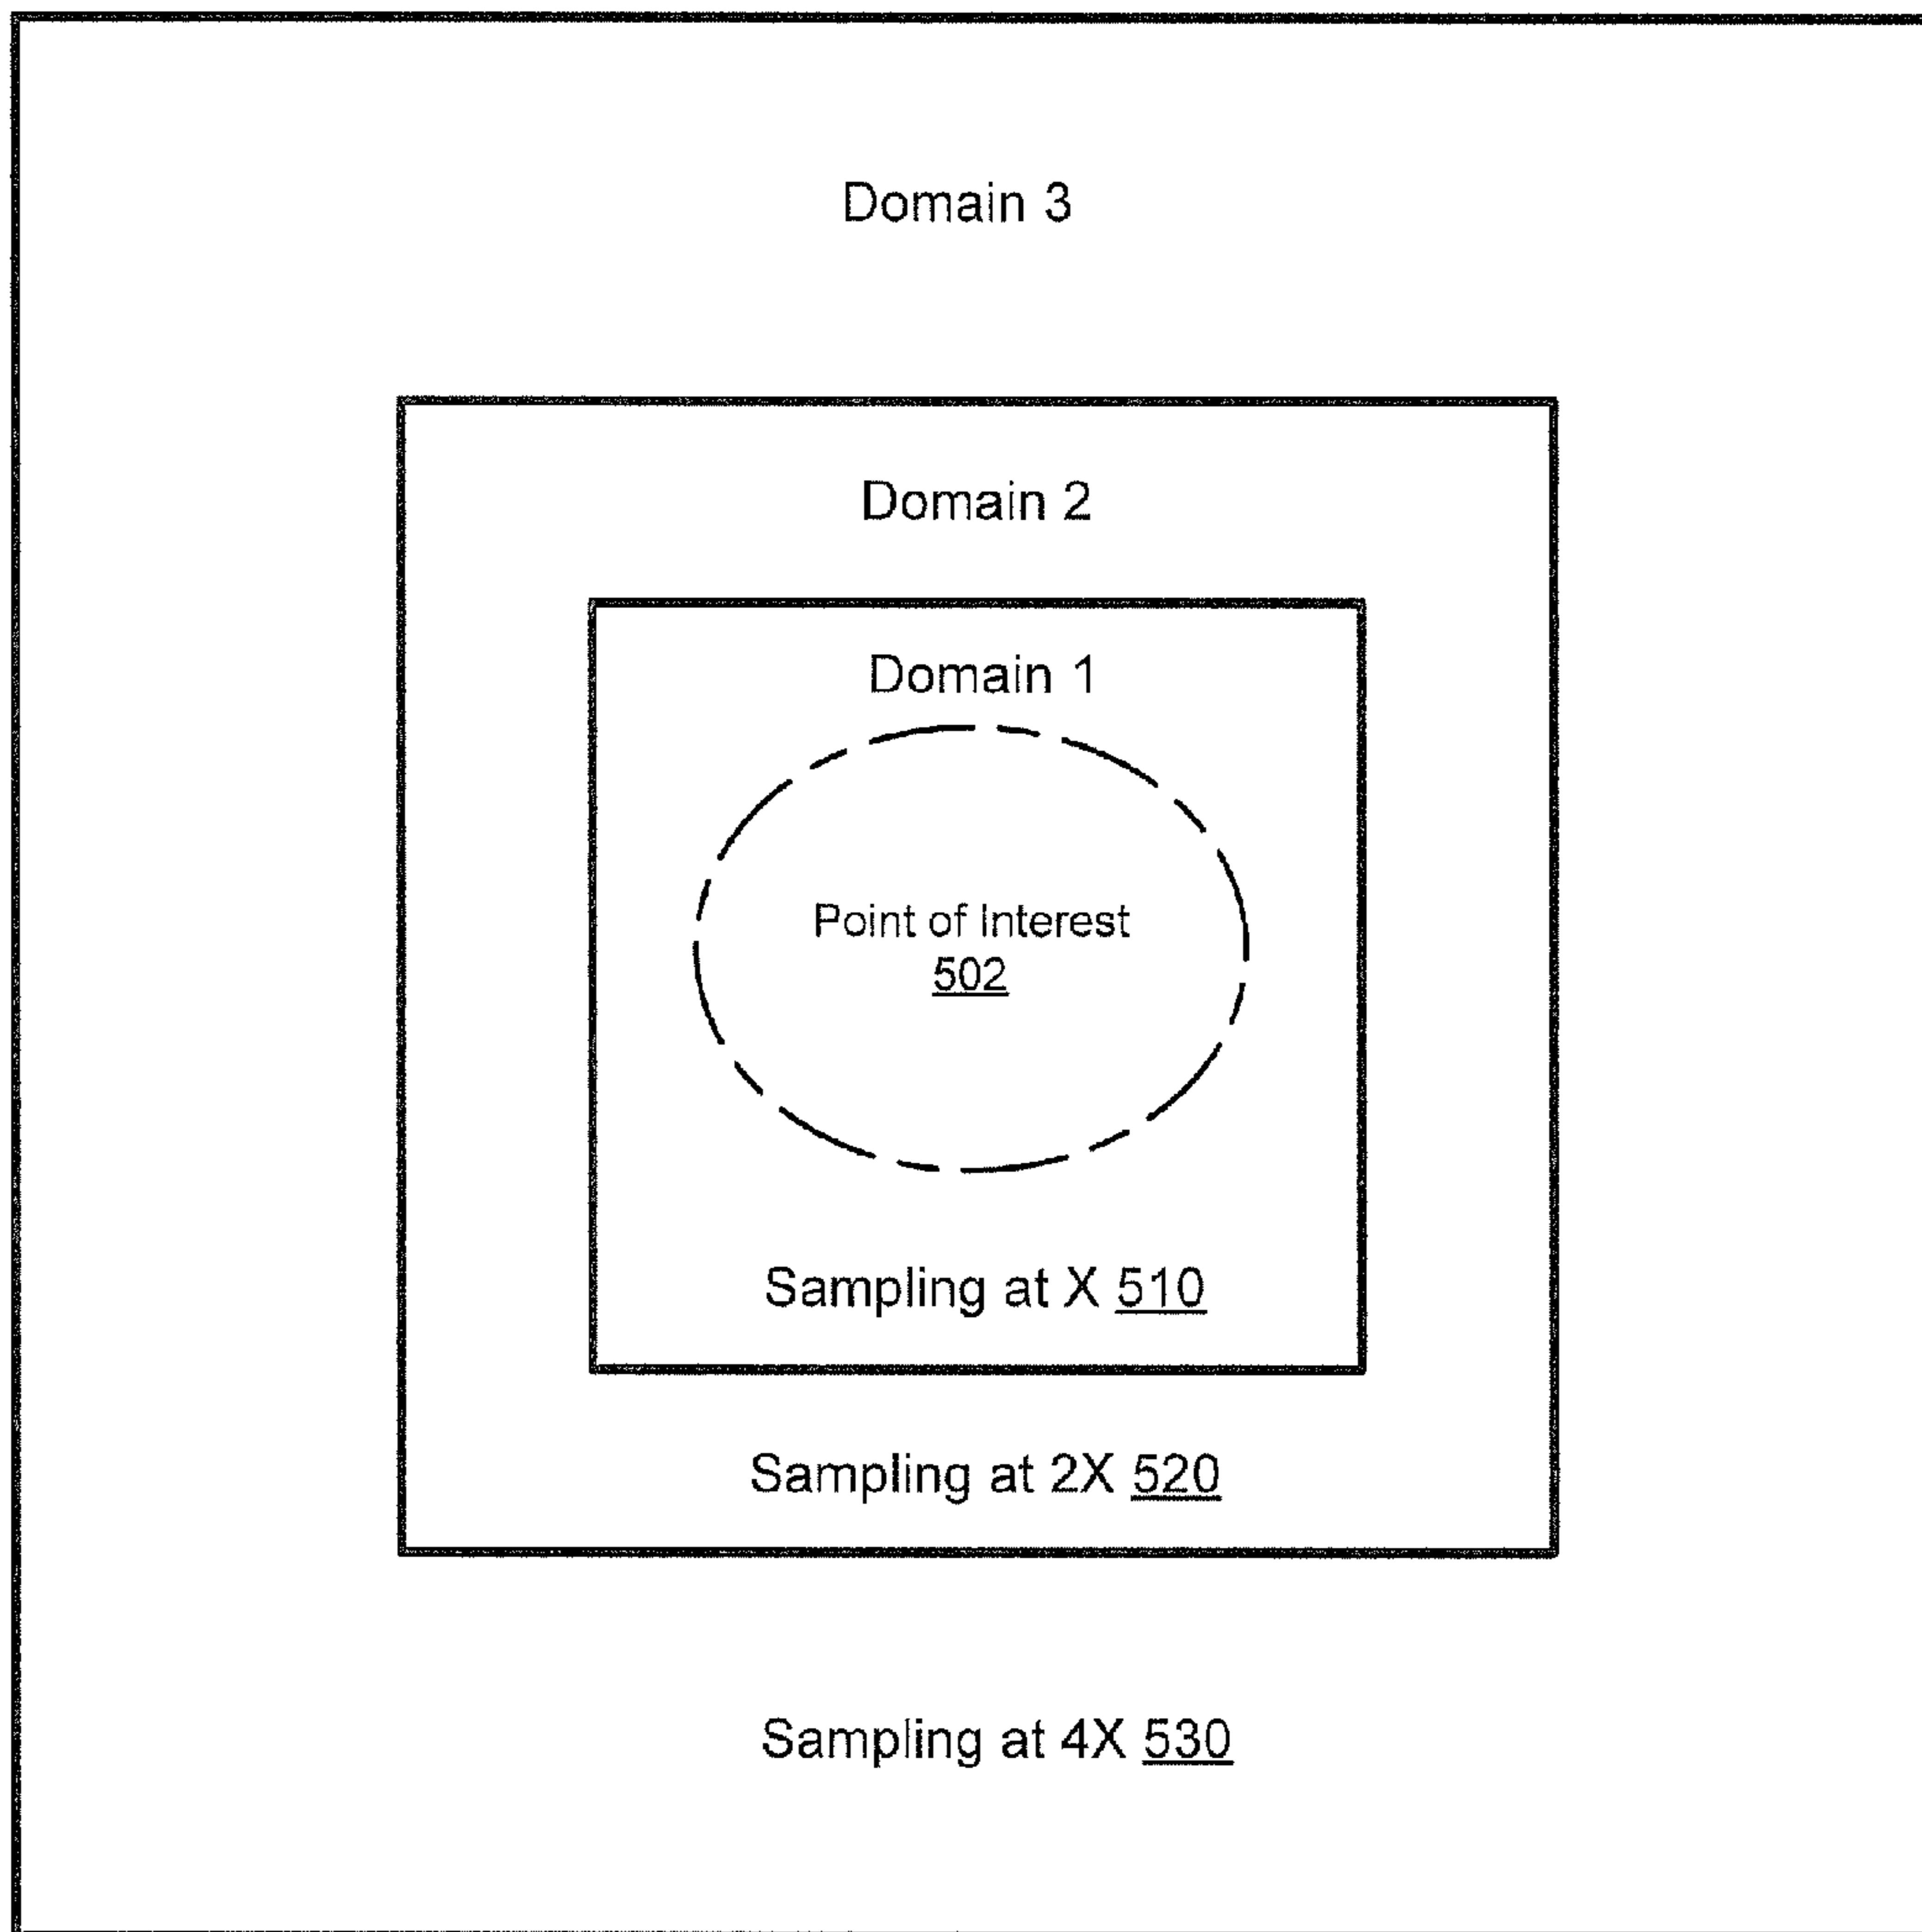 Domain 3
Domain 2
Domain 1
Point of Interest
502
Sampling at X 510
Sampling at 2X 520
Sampling at 4X 530